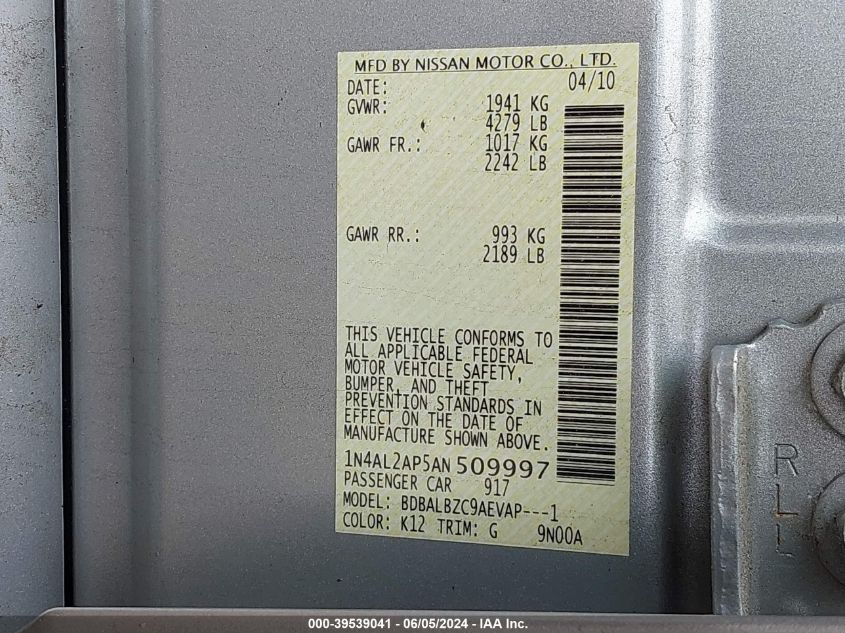 MFD BY NISSAN MOTOR CO., LTD.
DATE: 04/10
GVWR: 1941 KG
4279 LB
GAWR FR.: 1017 KG
2242 LB
GAWR RR.: 993 KG
2189 LB
THIS VEHICLE CONFORMS TO
ALL APPLICABLE FEDERAL
MOTOR VEHICLE SAFETY,
BUMPER, AND THEFT
PREVENTION STANDARDS IN
EFFECT ON THE DATE OF
MANUFACTURE SHOWN ABOVE.
1N4AL2AP5AN 509997
PASSENGER CAR 917
MODEL: BDBALBZC9AEVAP---1
COLOR: K12 TRIM: G 9N00A
RLL
000-39539041 - 06/05/2024 - IAA Inc.